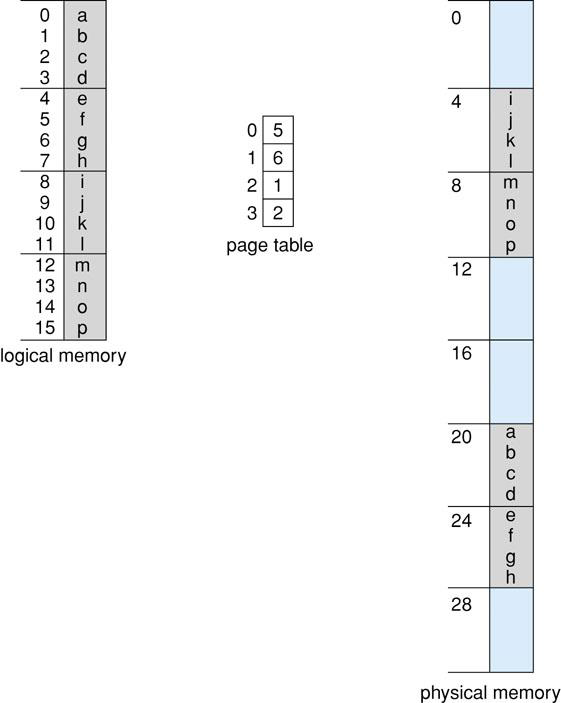 0 a
1 b
2 c
3 d
4 e
5 f
6 g
7 h
8 i
9 j
10 k
11 l
12 m
13 n
14 o
15 p
logical memory
0 5
1 6
2 1
3 2
page table
0
4 i
j
k
l
8 m
n
o
p
12
16
20 a
b
c
d
24 e
f
g
h
28
physical memory